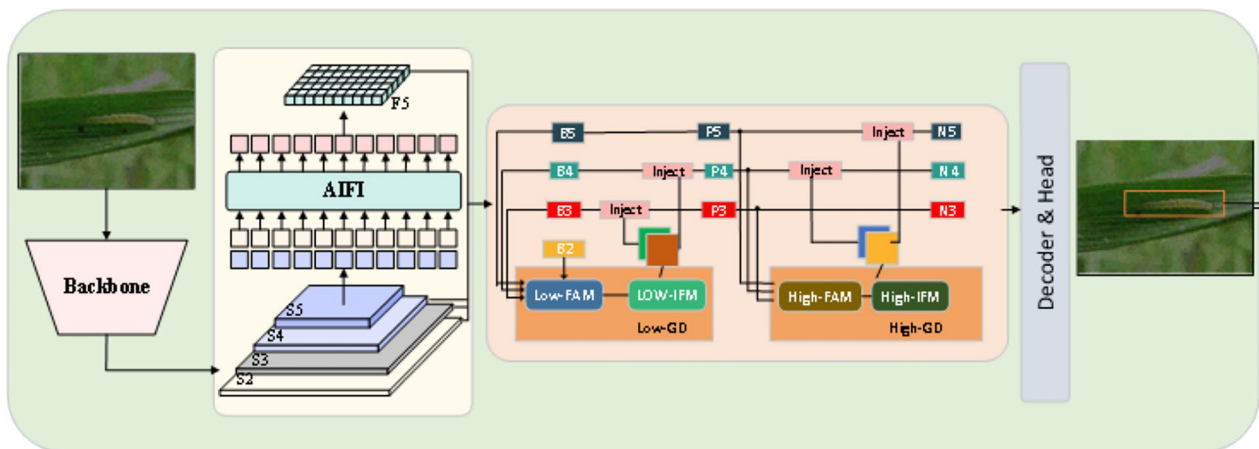 F5
AIFI
Backbone
S5
S4
S3
S2
B5
P5
Inject
N5
B4
Inject
P4
Inject
N4
B3
Inject
P3
N3
B2
Low-FAM
LOW-IFM
Low-GD
High-FAM
High-IFM
High-GD
Decoder & Head